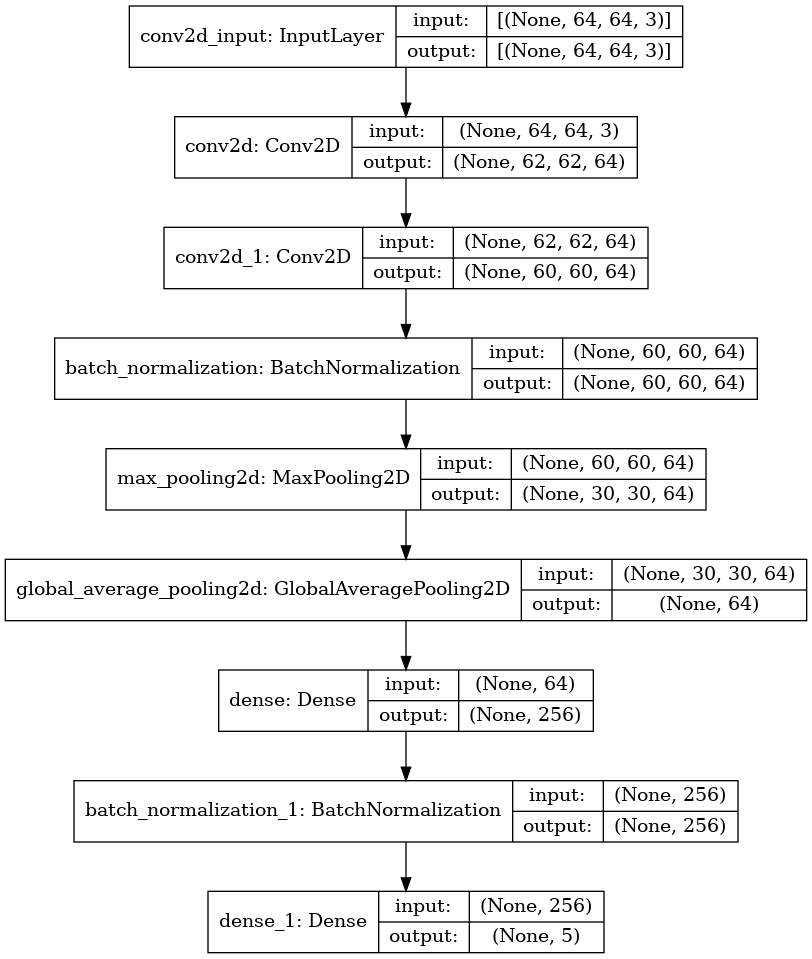 conv2d_input: InputLayer
input:
[(None, 64, 64, 3)]
output:
[(None, 64, 64, 3)]
conv2d: Conv2D
input:
(None, 64, 64, 3)
output:
(None, 62, 62, 64)
conv2d_1: Conv2D
input:
(None, 62, 62, 64)
output:
(None, 60, 60, 64)
batch_normalization: BatchNormalization
input:
(None, 60, 60, 64)
output:
(None, 60, 60, 64)
max_pooling2d: MaxPooling2D
input:
(None, 60, 60, 64)
output:
(None, 30, 30, 64)
global_average_pooling2d: GlobalAveragePooling2D
input:
(None, 30, 30, 64)
output:
(None, 64)
dense: Dense
input:
(None, 64)
output:
(None, 256)
batch_normalization_1: BatchNormalization
input:
(None, 256)
output:
(None, 256)
dense_1: Dense
input:
(None, 256)
output:
(None, 5)